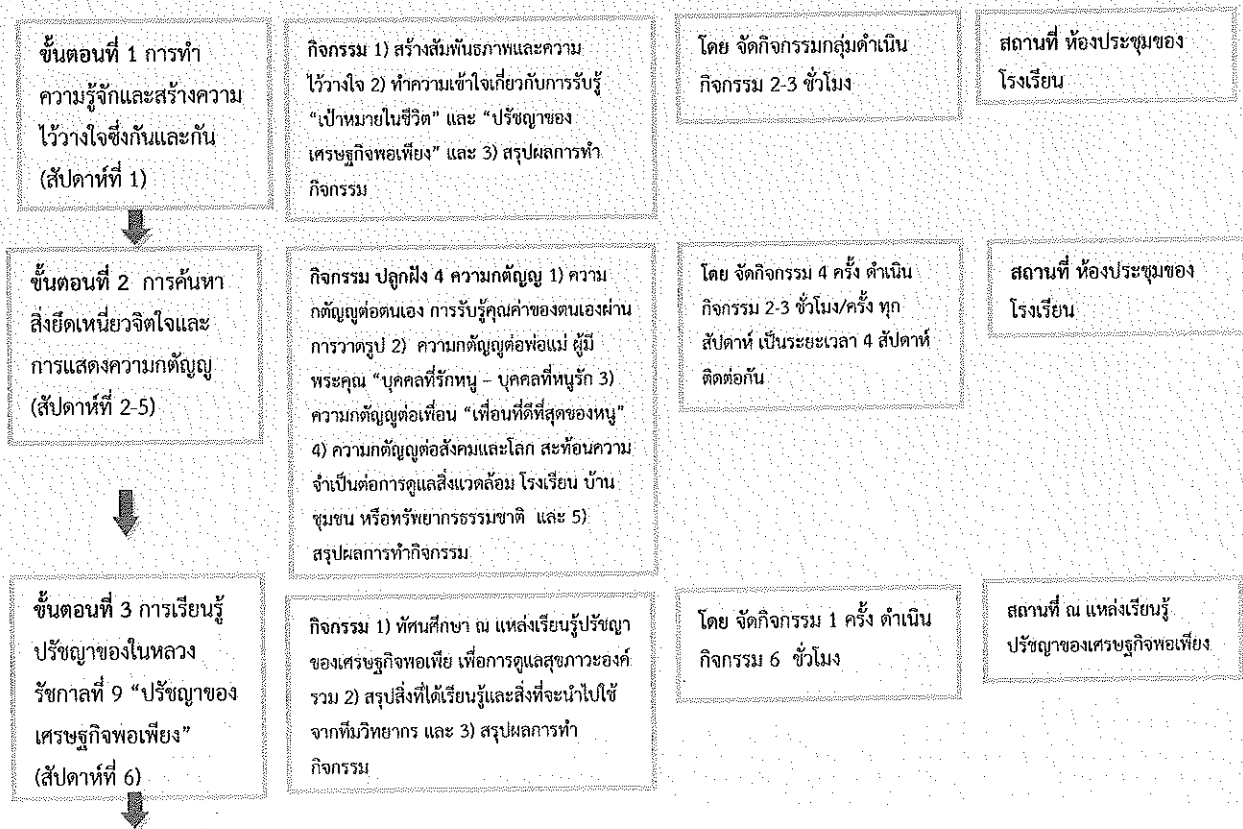 ขั้นตอนที่ 1 การทำ
ความรู้จักและสร้างความ
ไว้วางใจซึ่งกันและกัน
(สัปดาห์ที่ 1)
กิจกรรม 1) สร้างสัมพันธภาพและความ
ไว้วางใจ 2) ทำความเข้าใจเกี่ยวกับการรับรู้
“เป้าหมายในชีวิต” และ “ปรัชญาของ
เศรษฐกิจพอเพียง” และ 3) สรุปผลการทำ
กิจกรรม
โดย จัดกิจกรรมกลุ่มดำเนิน
กิจกรรม 2-3 ชั่วโมง
สถานที่ ห้องประชุมของ
โรงเรียน
ขั้นตอนที่ 2 การค้นหา
สิ่งยึดเหนี่ยวจิตใจและ
การแสดงความกตัญญู
(สัปดาห์ที่ 2-5)
กิจกรรม ปลูกฝัง 4 ความกตัญญู 1) ความ
กตัญญูต่อตนเอง การรับรู้คุณค่าของตนเองผ่าน
การวาดรูป 2) ความกตัญญูต่อพ่อแม่ ผู้มี
พระคุณ “บุคคลที่รักหนู – บุคคลที่หนูรัก 3)
ความกตัญญูต่อเพื่อน “เพื่อนที่ดีที่สุดของหนู”
4) ความกตัญญูต่อสังคมและโลก สะท้อนความ
จำเป็นต่อการดูแลสิ่งแวดล้อม โรงเรียน บ้าน
ชุมชน หรือทรัพยากรธรรมชาติ และ 5)
สรุปผลการทำกิจกรรม
โดย จัดกิจกรรม 4 ครั้ง ดำเนิน
กิจกรรม 2-3 ชั่วโมง/ครั้ง ทุก
สัปดาห์ เป็นระยะเวลา 4 สัปดาห์
ติดต่อกัน
สถานที่ ห้องประชุมของ
โรงเรียน
ขั้นตอนที่ 3 การเรียนรู้
ปรัชญาของในหลวง
รัชกาลที่ 9 “ปรัชญาของ
เศรษฐกิจพอเพียง”
(สัปดาห์ที่ 6)
กิจกรรม 1) ทัศนศึกษา ณ แหล่งเรียนรู้ปรัชญา
ของเศรษฐกิจพอเพีย เพื่อการดูแลสุขภาวะองค์
รวม 2) สรุปสิ่งที่ได้เรียนรู้และสิ่งที่จะนำไปใช้
จากทีมวิทยากร และ 3) สรุปผลการทำ
กิจกรรม
โดย จัดกิจกรรม 1 ครั้ง ดำเนิน
กิจกรรม 6 ชั่วโมง
สถานที่ ณ แหล่งเรียนรู้
ปรัชญาของเศรษฐกิจพอเพียง